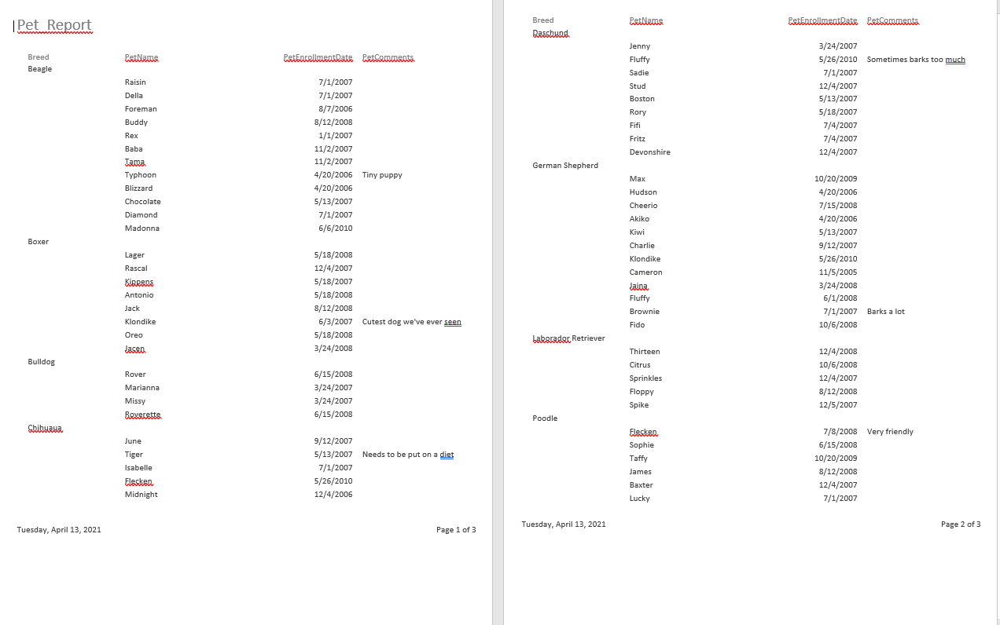 Pet_Report
Breed PetName PetEnrollmentDate PetComments
Beagle
Raisin 7/1/2007
Della 7/1/2007
Foreman 8/7/2006
Buddy 8/12/2008
Rex 1/1/2007
Baba 11/2/2007
Tama 11/2/2007
Typhoon 4/20/2006 Tiny puppy
Blizzard 4/20/2006
Chocolate 5/13/2007
Diamond 7/1/2007
Madonna 6/6/2010
Boxer
Lager 5/18/2008
Rascal 12/4/2007
Kippens 5/18/2007
Antonio 5/18/2008
Jack 8/12/2008
Klondike 6/3/2007 Cutest dog we've ever seen
Oreo 5/18/2008
Jacen 3/24/2008
Bulldog
Rover 6/15/2008
Marianna 3/24/2007
Missy 3/24/2007
Roverette 6/15/2008
Chihuaua
June 9/12/2007
Tiger 5/13/2007 Needs to be put on a diet
Isabelle 7/1/2007
Flecken 5/26/2010
Midnight 12/4/2006
Tuesday, April 13, 2021 Page 1 of 3
Breed PetName PetEnrollmentDate PetComments
Daschund
Jenny 3/24/2007
Fluffy 5/26/2010 Sometimes barks too much
Sadie 7/1/2007
Stud 12/4/2007
Boston 5/13/2007
Rory 5/18/2007
Fifi 7/4/2007
Fritz 7/4/2007
Devonshire 12/4/2007
German Shepherd
Max 10/20/2009
Hudson 4/20/2006
Cheerio 7/15/2008
Akiko 4/20/2006
Kiwi 5/13/2007
Charlie 9/12/2007
Klondike 5/26/2010
Cameron 11/5/2005
Jaina 3/24/2008
Fluffy 6/1/2008
Brownie 7/1/2007 Barks a lot
Fido 10/6/2008
Laborador Retriever
Thirteen 12/4/2008
Citrus 10/6/2008
Sprinkles 12/4/2007
Floppy 8/12/2008
Spike 12/5/2007
Poodle
Flecken 7/8/2008 Very friendly
Sophie 6/15/2008
Taffy 10/20/2009
James 8/12/2008
Baxter 12/4/2007
Lucky 7/1/2007
Tuesday, April 13, 2021 Page 2 of 3